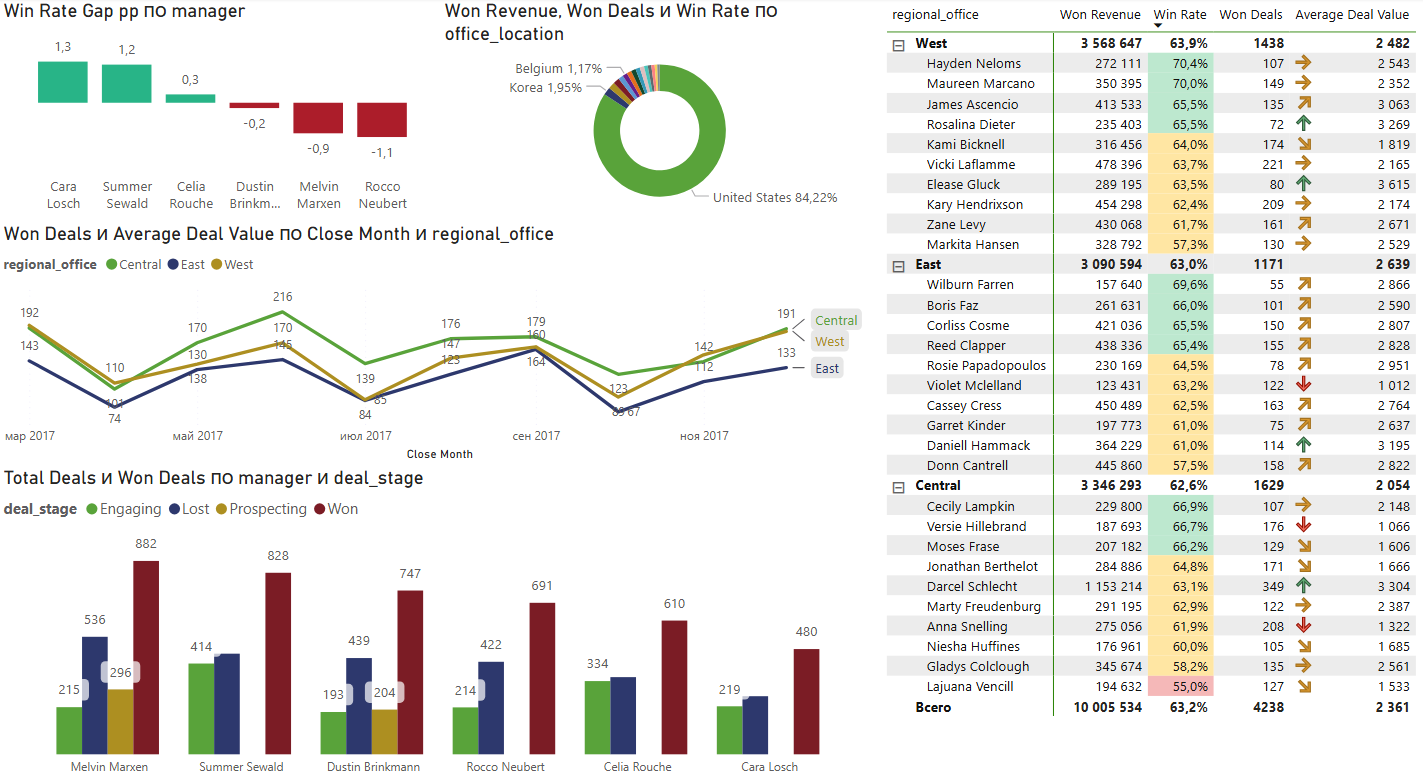 Win Rate Gap pp по manager
1,3
1,2
0,3
-0,2
-0,9
-1,1
Cara Losch
Summer Sewald
Celia Rouche
Dustin Brinkm...
Melvin Marxen
Rocco Neubert
Won Revenue, Won Deals и Win Rate по
office_location
Belgium 1,17%
Korea 1,95%
United States 84,22%
Won Deals и Average Deal Value по Close Month и regional_office
regional_office Central East West
192
143
110
101
74
170
130
138
216
170
145
139
85
84
176
147
123
179
160
164
123
67
142
112
191
133
Central
West
East
мар 2017
май 2017
июл 2017
сен 2017
ноя 2017
Close Month
Total Deals и Won Deals по manager и deal_stage
deal_stage Engaging Lost Prospecting Won
215
536
296
882
414
828
193
439
204
747
214
422
691
334
610
219
480
Melvin Marxen
Summer Sewald
Dustin Brinkmann
Rocco Neubert
Celia Rouche
Cara Losch
regional_office Won Revenue Win Rate Won Deals Average Deal Value
West 3 568 647 63,9% 1438 2 482
Hayden Neloms 272 111 70,4% 107 2 543
Maureen Marcano 350 395 70,0% 149 2 352
James Ascencio 413 533 65,5% 135 3 063
Rosalina Dieter 235 403 65,5% 72 3 269
Kami Bicknell 316 456 64,0% 174 1 819
Vicki Laflamme 478 396 63,7% 221 2 165
Elease Gluck 289 195 63,5% 80 3 615
Kary Hendrixson 454 298 62,4% 209 2 174
Zane Levy 430 068 61,7% 161 2 671
Markita Hansen 328 792 57,3% 130 2 529
East 3 090 594 63,0% 1171 2 639
Wilburn Farren 157 640 69,6% 55 2 866
Boris Faz 261 631 66,0% 101 2 590
Corliss Cosme 421 036 65,5% 150 2 807
Reed Clapper 438 336 65,4% 155 2 828
Rosie Papadopoulos 230 169 64,5% 78 2 951
Violet Mclelland 123 431 63,2% 122 1 012
Cassey Cress 450 489 62,5% 163 2 764
Garret Kinder 197 773 61,0% 75 2 637
Daniell Hammack 364 229 61,0% 114 3 195
Donn Cantrell 445 860 57,5% 158 2 822
Central 3 346 293 62,6% 1629 2 054
Cecily Lampkin 229 800 66,9% 107 2 148
Versie Hillebrand 187 693 66,7% 176 1 066
Moses Frase 207 182 66,2% 129 1 606
Jonathan Berthelot 284 886 64,8% 171 1 666
Darcel Schlecht 1 153 214 63,1% 349 3 304
Marty Freudenburg 291 195 62,9% 122 2 387
Anna Snelling 275 056 61,9% 208 1 322
Niesha Huffines 176 961 60,0% 105 1 685
Gladys Colclough 345 674 58,2% 135 2 561
Lajuana Vencill 194 632 55,0% 127 1 533
Всего 10 005 534 63,2% 4238 2 361